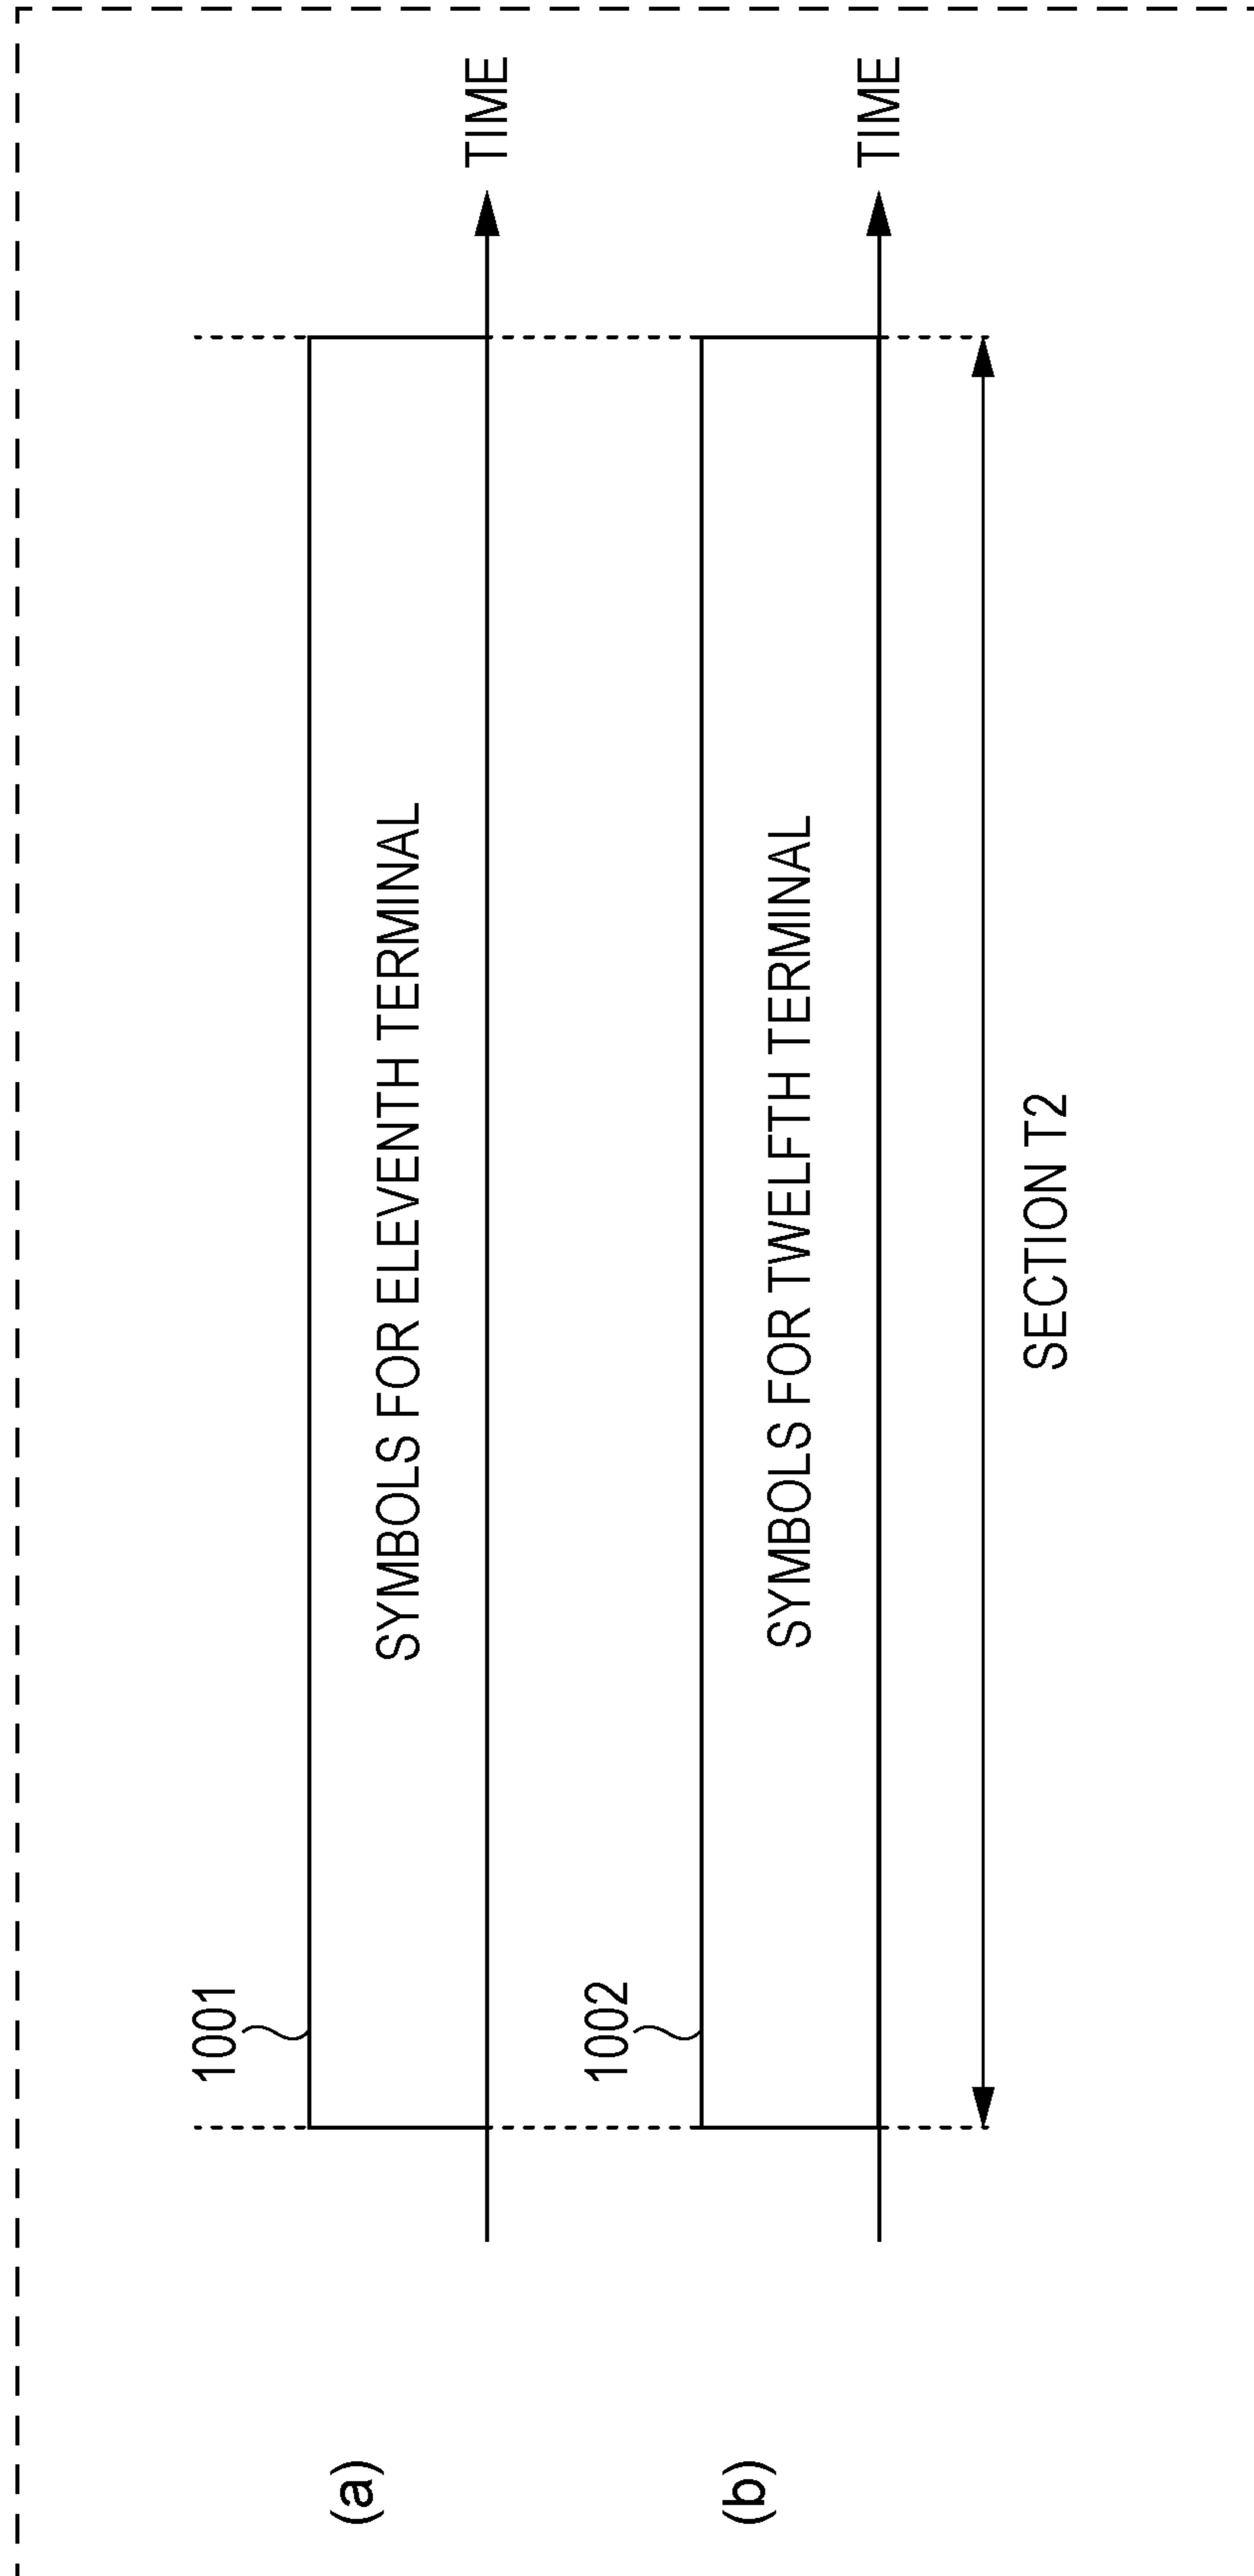 1001
(a)
SYMBOLS FOR ELEVENTH TERMINAL
TIME
1002
(b)
SYMBOLS FOR TWELFTH TERMINAL
TIME
SECTION T2